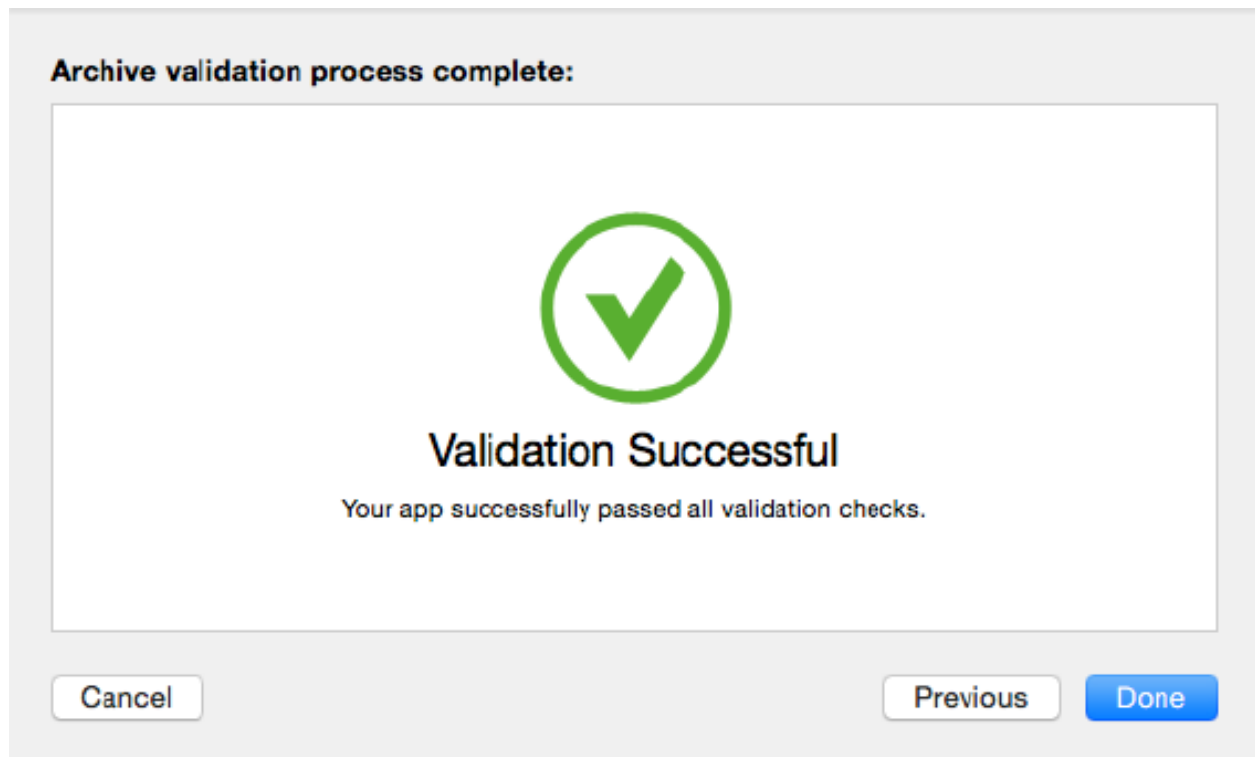 Archive validation process complete:
Validation Successful
Your app successfully passed all validation checks.
Cancel
Previous
Done